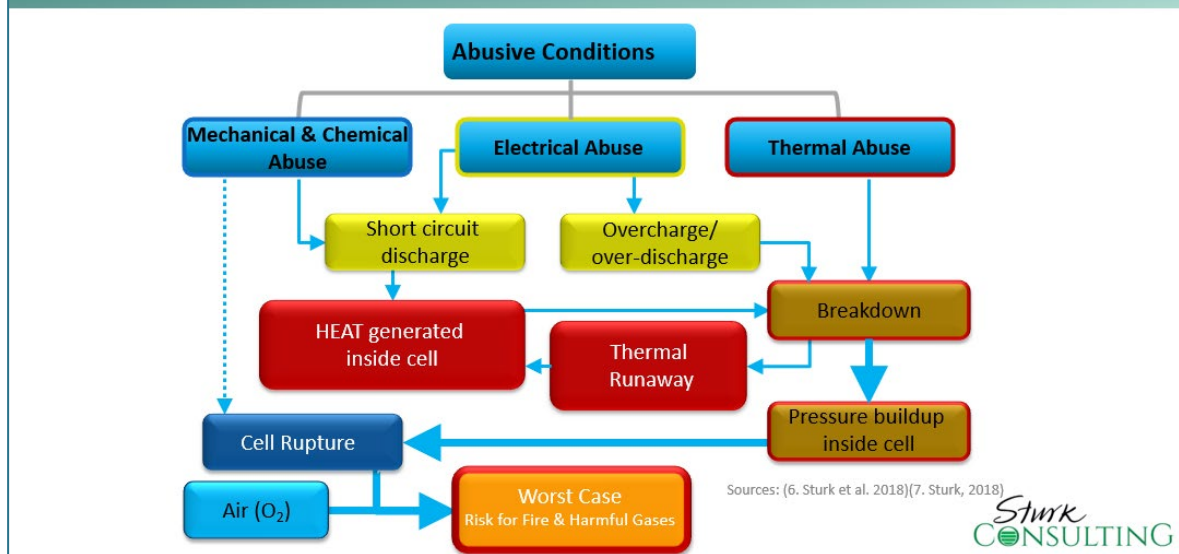 Abusive Conditions
Mechanical & Chemical
Abuse
Electrical Abuse
Thermal Abuse
Short circuit
discharge
Overcharge/
over-discharge
HEAT generated
inside cell
Thermal
Runaway
Breakdown
Cell Rupture
Pressure buildup
inside cell
Air (O₂)
Worst Case
Risk for Fire & Harmful Gases
Sources: (6. Sturk et al. 2018)(7. Sturk, 2018)
Sturk
CONSULTING